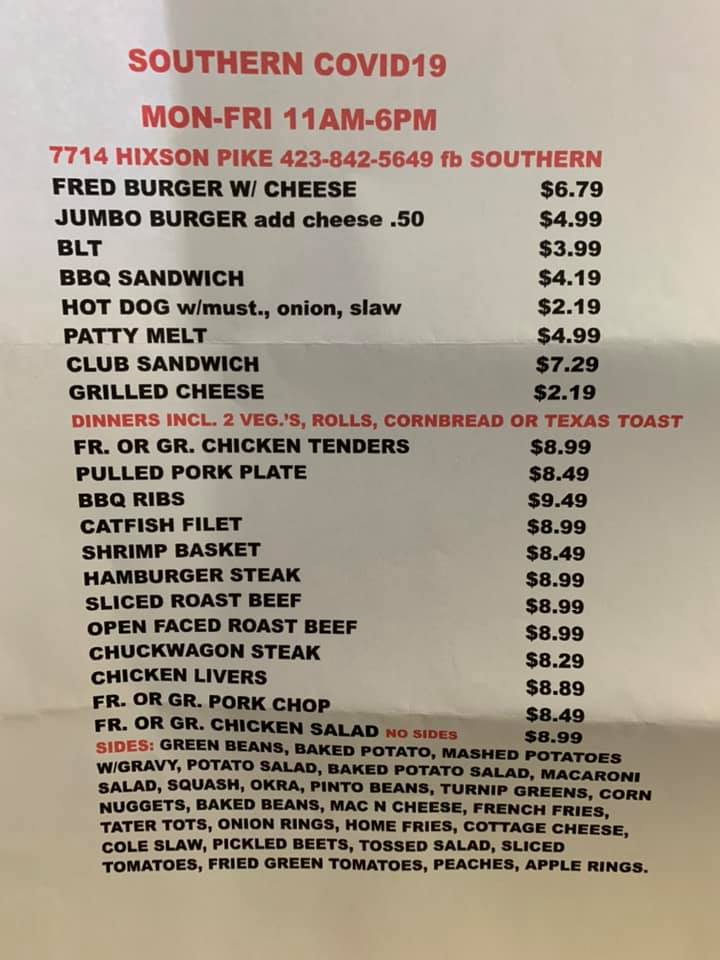 SOUTHERN COVID19
MON-FRI 11AM-6PM
7714 HIXSON PIKE 423-842-5649 fb SOUTHERN
FRED BURGER W/ CHEESE $6.79
JUMBO BURGER add cheese .50 $4.99
BLT $3.99
BBQ SANDWICH $4.19
HOT DOG w/must., onion, slaw $2.19
PATTY MELT $4.99
CLUB SANDWICH $7.29
GRILLED CHEESE $2.19
DINNERS INCL. 2 VEG.'S, ROLLS, CORNBREAD OR TEXAS TOAST
FR. OR GR. CHICKEN TENDERS $8.99
PULLED PORK PLATE $8.49
BBQ RIBS $9.49
CATFISH FILET $8.99
SHRIMP BASKET $8.49
HAMBURGER STEAK $8.99
SLICED ROAST BEEF $8.99
OPEN FACED ROAST BEEF $8.99
CHUCKWAGON STEAK $8.29
CHICKEN LIVERS $8.89
FR. OR GR. PORK CHOP $8.49
FR. OR GR. CHICKEN SALAD NO SIDES $8.99
SIDES: GREEN BEANS, BAKED POTATO, MASHED POTATOES
W/GRAVY, POTATO SALAD, BAKED POTATO SALAD, MACARONI
SALAD, SQUASH, OKRA, PINTO BEANS, TURNIP GREENS, CORN
NUGGETS, BAKED BEANS, MAC N CHEESE, FRENCH FRIES,
TATER TOTS, ONION RINGS, HOME FRIES, COTTAGE CHEESE,
COLE SLAW, PICKLED BEETS, TOSSED SALAD, SLICED
TOMATOES, FRIED GREEN TOMATOES, PEACHES, APPLE RINGS.